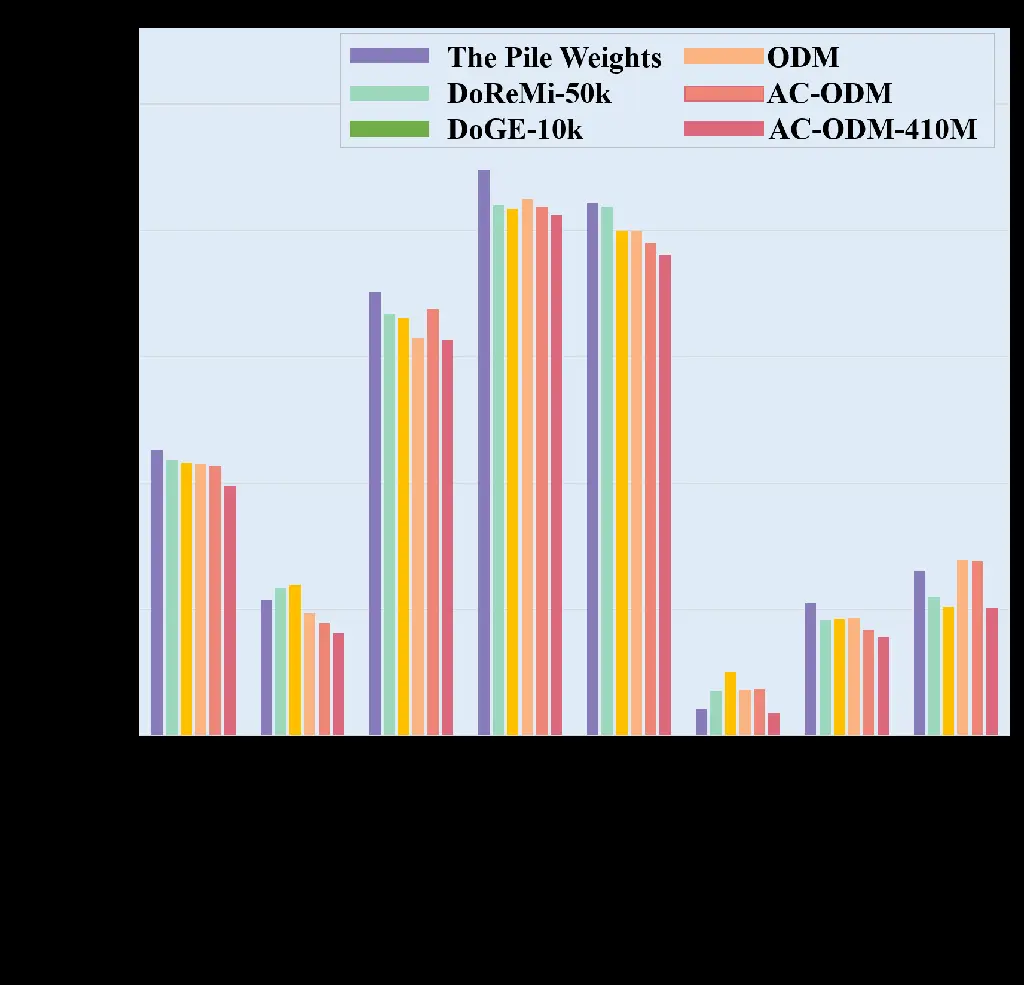 The Pile Weights
DoReMi-50k
DoGE-10k
ODM
AC-ODM
AC-ODM-410M